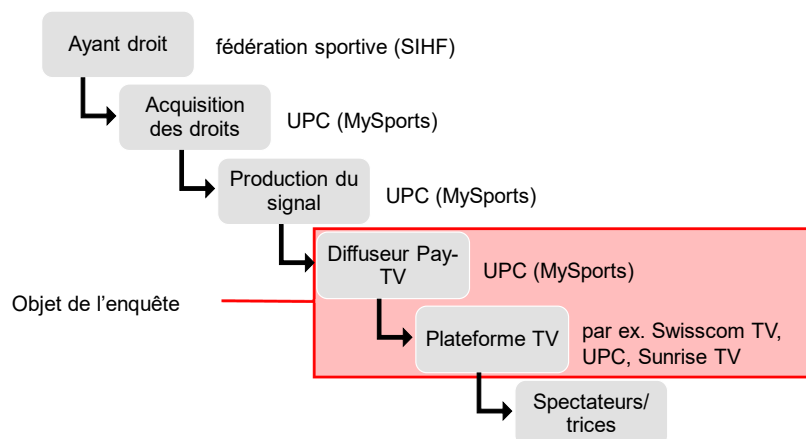 Ayant droit
fédération sportive (SIHF)
Acquisition
des droits
UPC (MySports)
Production du
signal
UPC (MySports)
Diffuseur Pay-
TV
UPC (MySports)
Objet de l'enquête
Plateforme TV
par ex. Swisscom TV,
UPC, Sunrise TV
Spectateurs/
trices